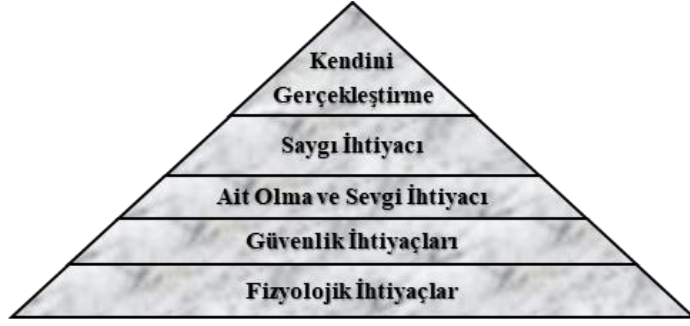 Kendini
Gerçekleştirme
Saygı İhtiyacı
Ait Olma ve Sevgi İhtiyacı
Güvenlik İhtiyaçları
Fizyolojik İhtiyaçlar